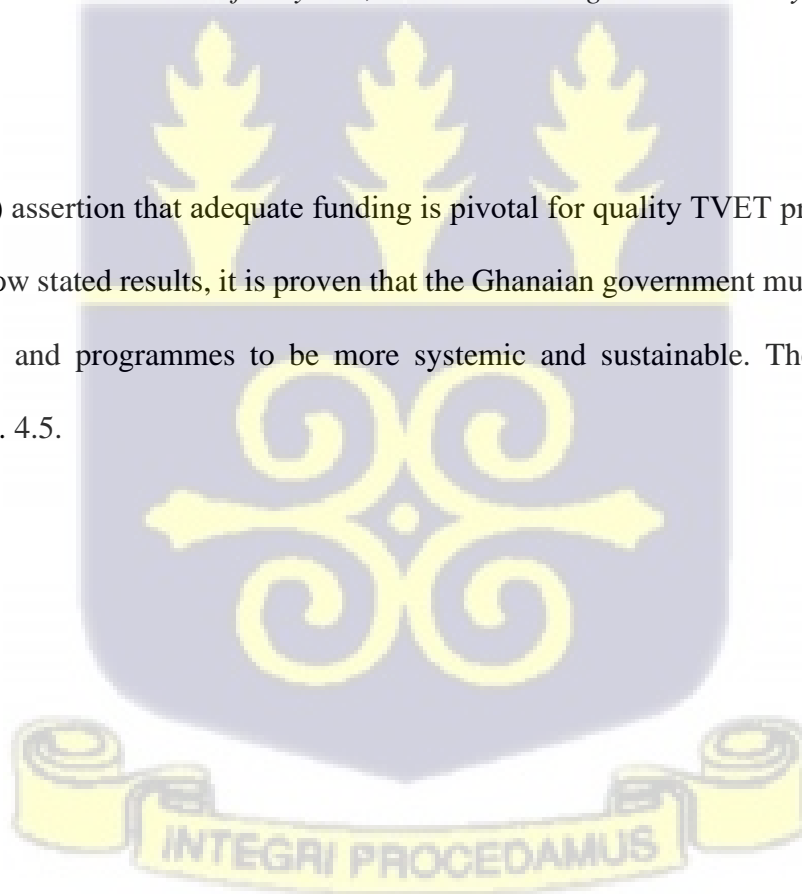 ) assertion that adequate funding is pivotal for quality TVET pr
ow stated results, it is proven that the Ghanaian government mu
and programmes to be more systemic and sustainable. The
. 4.5.
INTEGRI PROCEDAMUS